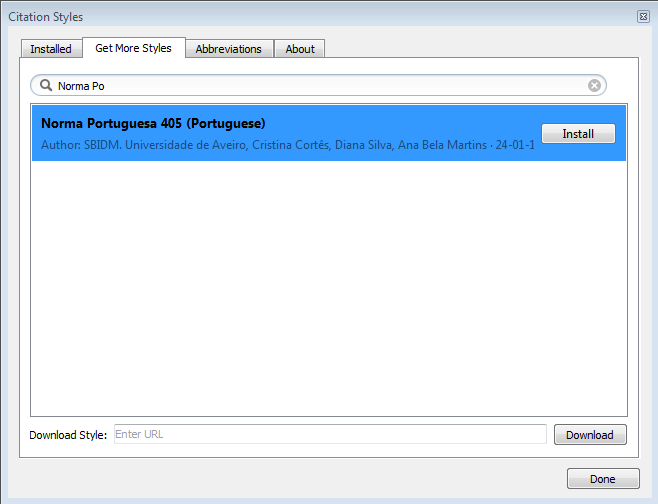 Citation Styles
Installed Get More Styles Abbreviations About
Norma Po
Norma Portuguesa 405 (Portuguese)
Author: SBIDM. Universidade de Aveiro, Cristina Cortês, Diana Silva, Ana Bela Martins · 24-01-1
Install
Download Style: Enter URL Download
Done